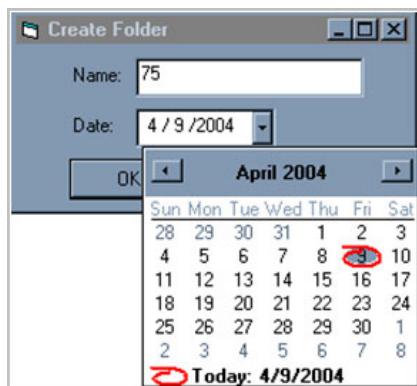 Create Folder
Name: 75
Date: 4 / 9 /2004
OK
April 2004
Sun Mon Tue Wed Thu Fri Sat
28 29 30 31 1 2 3
4 5 6 7 8 9 10
11 12 13 14 15 16 17
18 19 20 21 22 23 24
25 26 27 28 29 30 1
2 3 4 5 6 7 8
Today: 4/9/2004